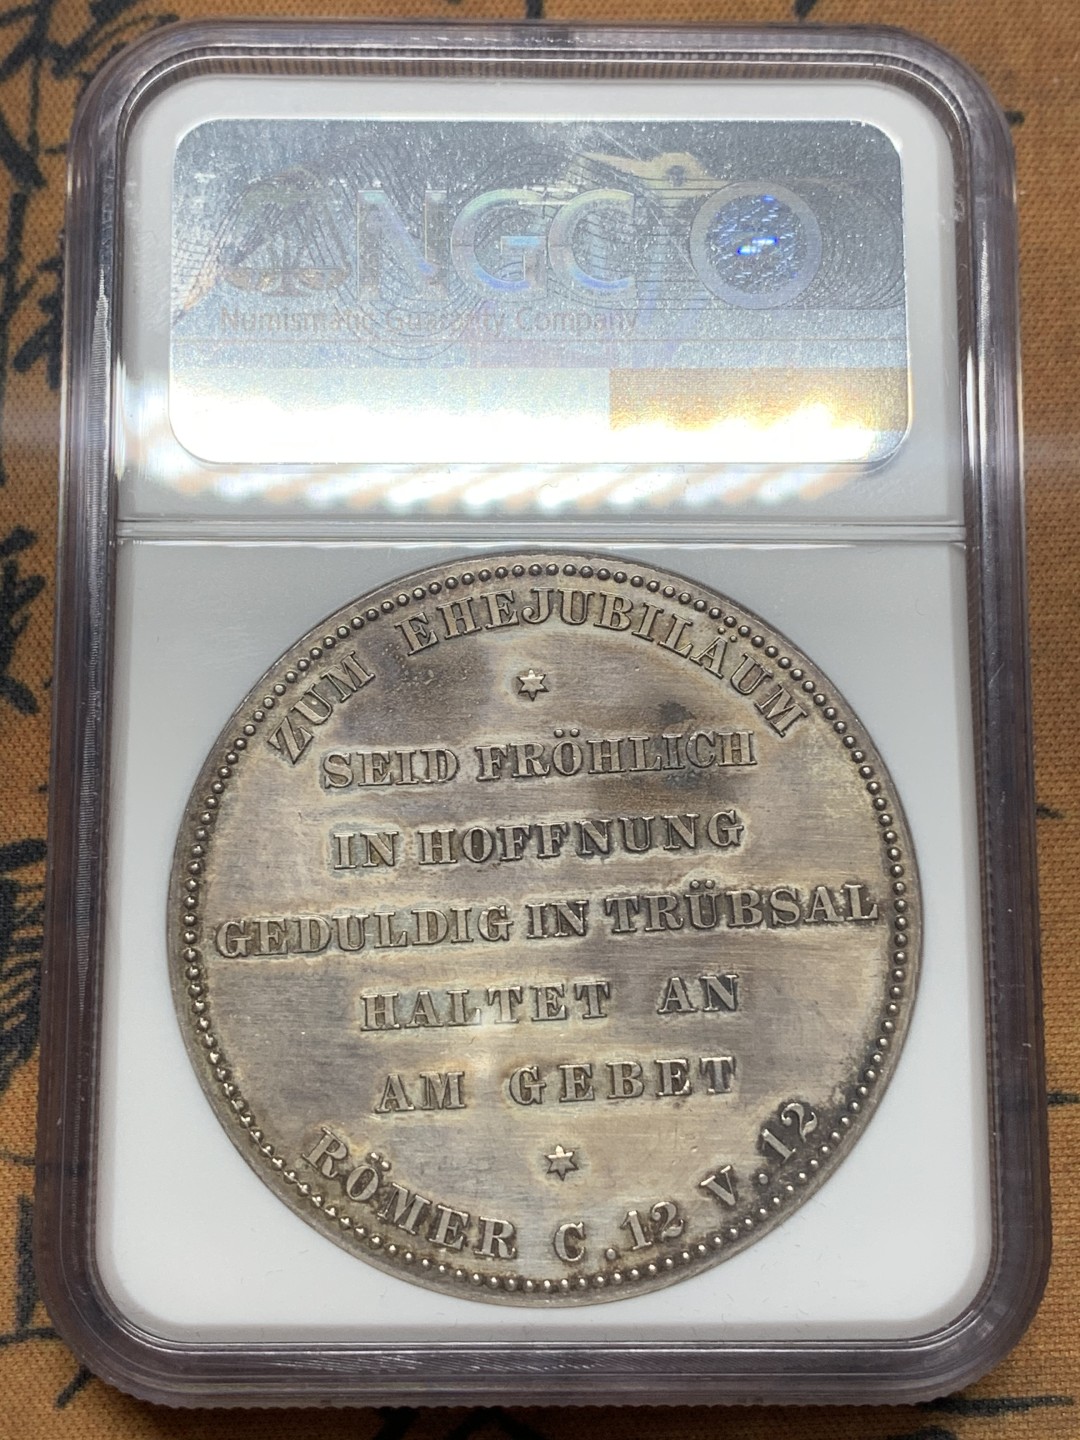 NGC
Numismatic Guaranty Company
ZUM EHEJUBILÄUM
SEID FRÖHLICH
IN HOFFNUNG
GEDULDIG IN TRÜBSAL
HALTET AN
AM GEBET
RÖMER C.12 V.12